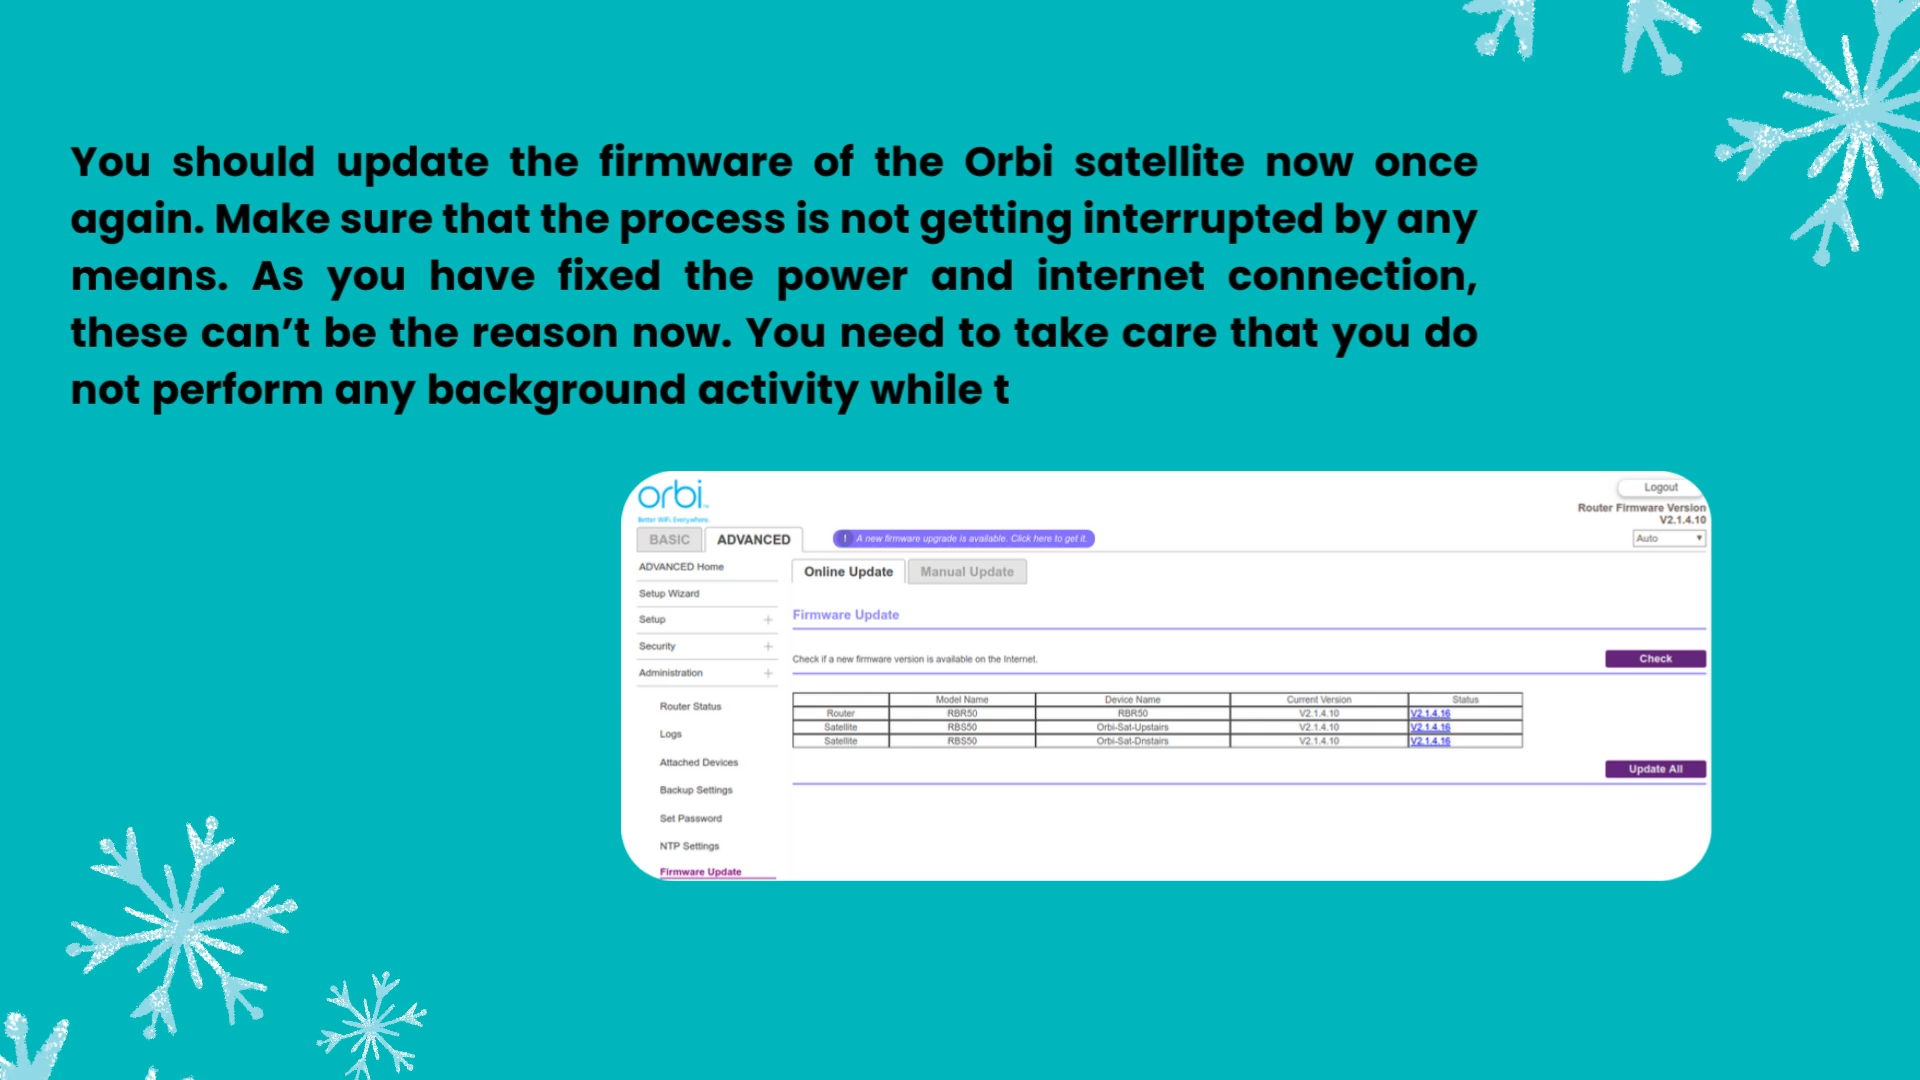 You should update the firmware of the Orbi satellite now once
again. Make sure that the process is not getting interrupted by any
means. As you have fixed the power and internet connection,
these can’t be the reason now. You need to take care that you do
not perform any background activity while t
orbi
Better WiFi. Everywhere.
Logout
Router Firmware Version
V2.1.4.10
BASIC ADVANCED ! A new firmware upgrade is available. Click here to get it. Auto
ADVANCED Home
Setup Wizard
Setup +
Security +
Administration +
Router Status
Logs
Attached Devices
Backup Settings
Set Password
NTP Settings
Firmware Update
Online Update Manual Update
Firmware Update
Check if a new firmware version is available on the Internet. Check
Model Name Device Name Current Version Status
Router RBR50 RBR50 V2.1.4.10 V2.1.4.16
Satellite RBS50 Orbi-Sat-Upstairs V2.1.4.10 V2.1.4.16
Satellite RBS50 Orbi-Sat-Dnstairs V2.1.4.10 V2.1.4.16
Update All